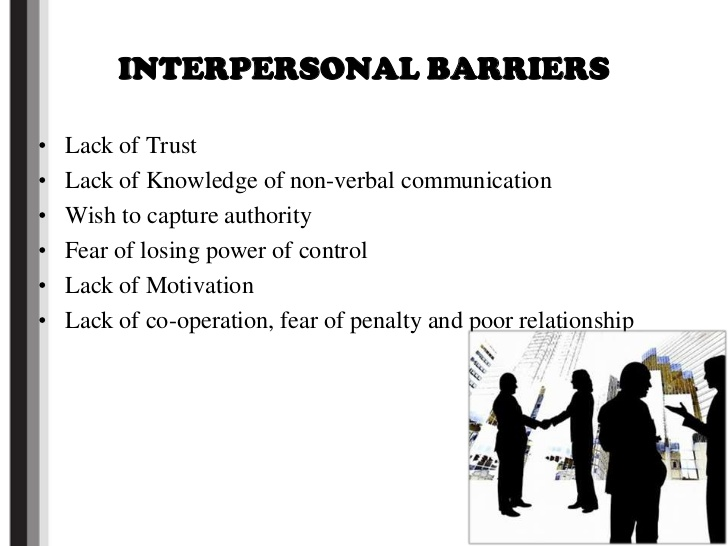 INTERPERSONAL BARRIERS
• Lack of Trust
• Lack of Knowledge of non-verbal communication
• Wish to capture authority
• Fear of losing power of control
• Lack of Motivation
• Lack of co-operation, fear of penalty and poor relationship